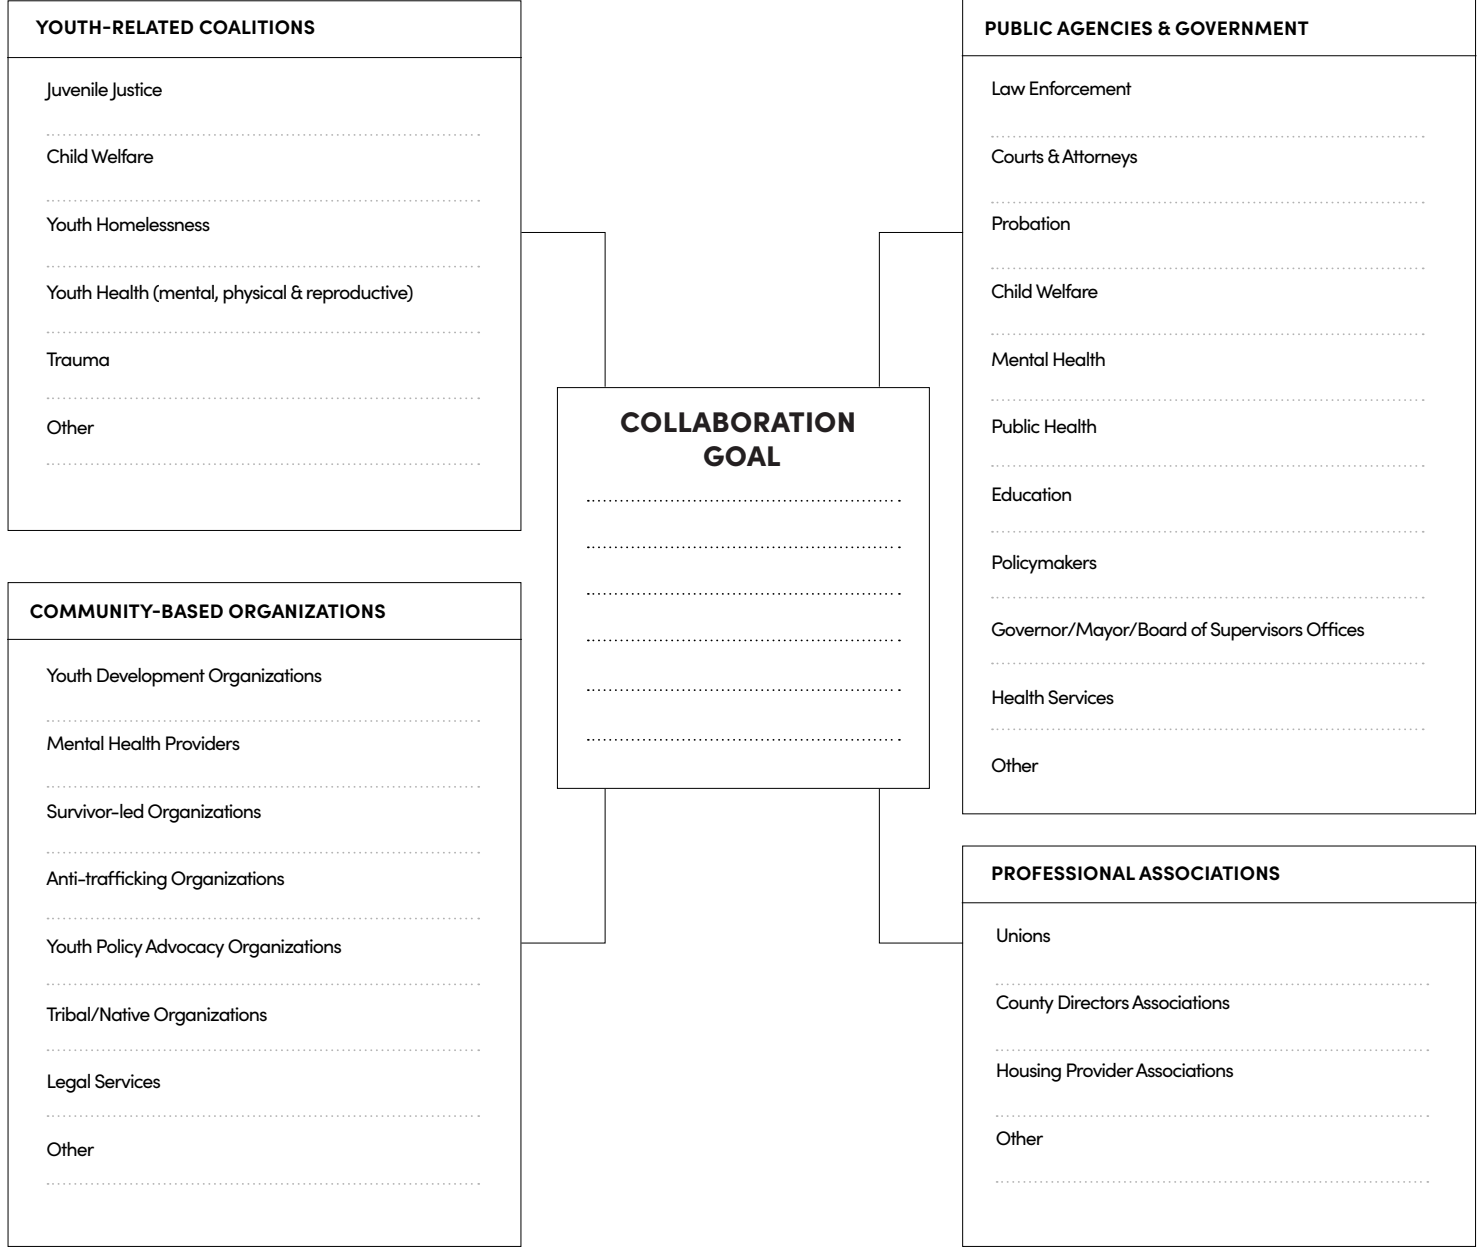 YOUTH-RELATED COALITIONS
Juvenile Justice
Child Welfare
Youth Homelessness
Youth Health (mental, physical & reproductive)
Trauma
Other
COMMUNITY-BASED ORGANIZATIONS
Youth Development Organizations
Mental Health Providers
Survivor-led Organizations
Anti-trafficking Organizations
Youth Policy Advocacy Organizations
Tribal/Native Organizations
Legal Services
Other
COLLABORATION
GOAL
PUBLIC AGENCIES & GOVERNMENT
Law Enforcement
Courts & Attorneys
Probation
Child Welfare
Mental Health
Public Health
Education
Policymakers
Governor/Mayor/Board of Supervisors Offices
Health Services
Other
PROFESSIONAL ASSOCIATIONS
Unions
County Directors Associations
Housing Provider Associations
Other